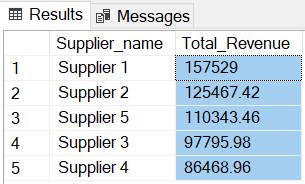 Results Messages
Supplier_name Total_Revenue
1 Supplier 1 157529
2 Supplier 2 125467.42
3 Supplier 5 110343.46
4 Supplier 3 97795.98
5 Supplier 4 86468.96